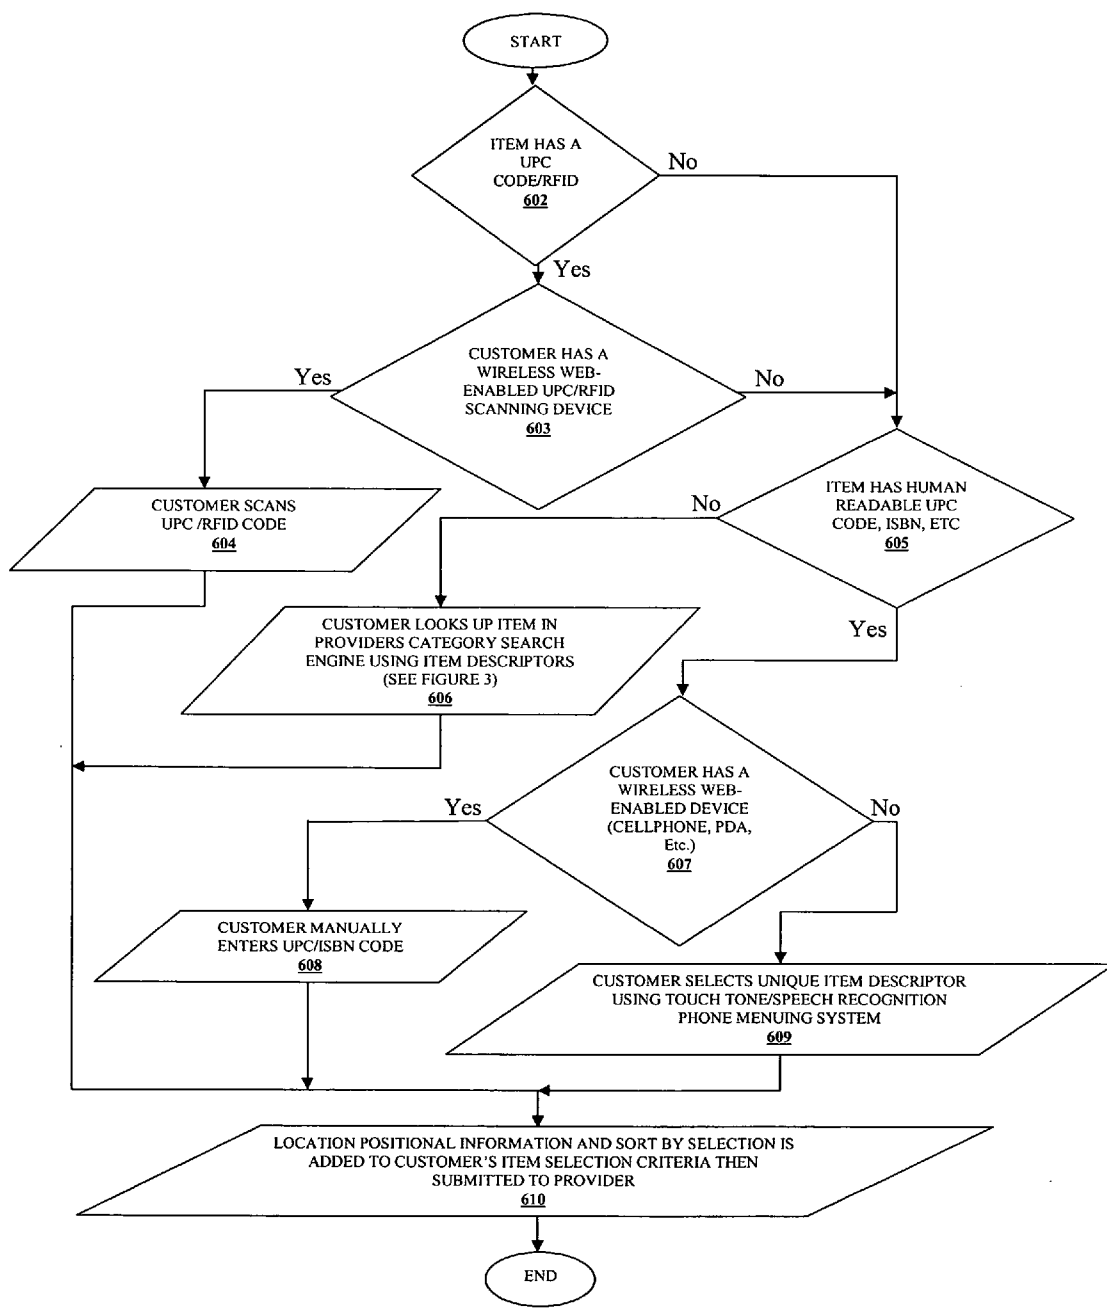 START
ITEM HAS A
UPC
CODE/RFID
602
No
Yes
CUSTOMER HAS A
WIRELESS WEB-
ENABLED UPC/RFID
SCANNING DEVICE
603
Yes
No
CUSTOMER SCANS
UPC /RFID CODE
604
ITEM HAS HUMAN
READABLE UPC
CODE, ISBN, ETC
605
No
Yes
CUSTOMER LOOKS UP ITEM IN
PROVIDERS CATEGORY SEARCH
ENGINE USING ITEM DESCRIPTORS
(SEE FIGURE 3)
606
CUSTOMER HAS A
WIRELESS WEB-
ENABLED DEVICE
(CELLPHONE, PDA,
Etc.)
607
Yes
No
CUSTOMER MANUALLY
ENTERS UPC/ISBN CODE
608
CUSTOMER SELECTS UNIQUE ITEM DESCRIPTOR
USING TOUCH TONE/SPEECH RECOGNITION
PHONE MENUING SYSTEM
609
LOCATION POSITIONAL INFORMATION AND SORT BY SELECTION IS
ADDED TO CUSTOMER'S ITEM SELECTION CRITERIA THEN
SUBMITTED TO PROVIDER
610
END